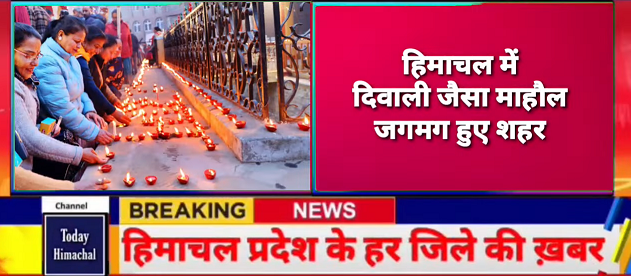 हिमाचल में
दिवाली जैसा माहौल
जगमग हुए शहर
Channel
Today
Himachal
BREAKING NEWS
हिमाचल प्रदेश के हर जिले की ख़बर